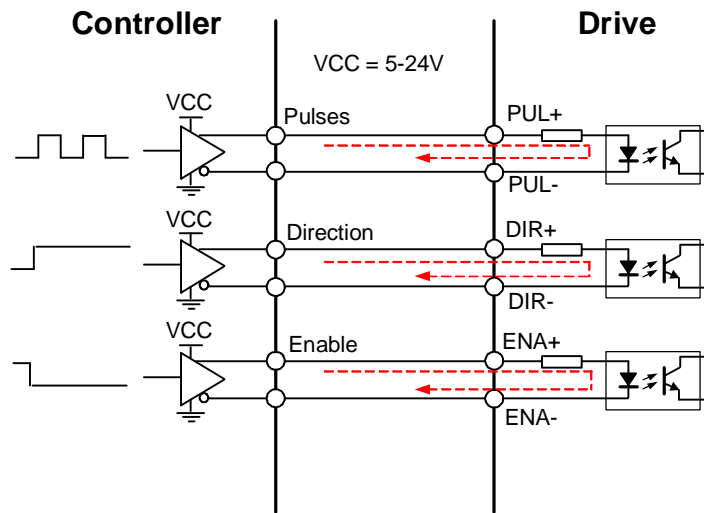 Controller
Drive
VCC = 5-24V
VCC
Pulses
PUL+
PUL-
VCC
Direction
DIR+
DIR-
VCC
Enable
ENA+
ENA-